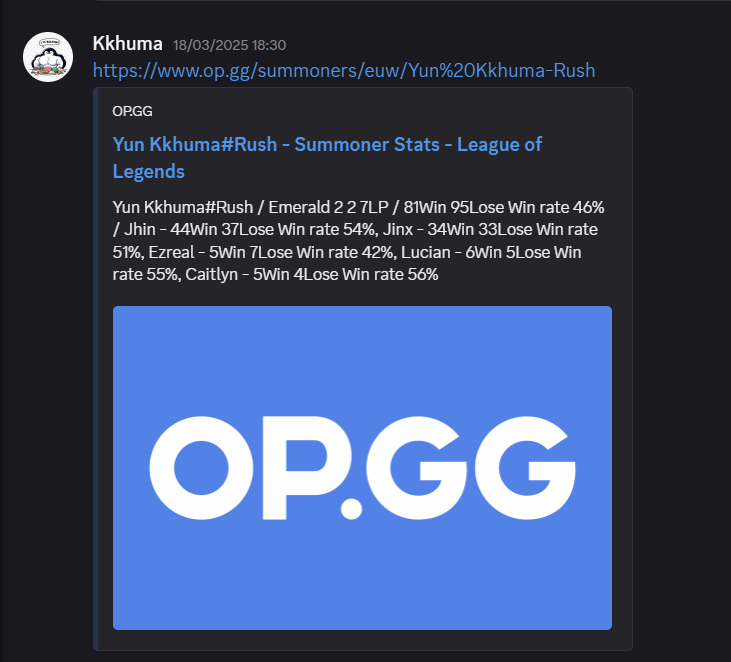 Kkhuma 18/03/2025 18:30
https://www.op.gg/summoners/euw/Yun%20Kkhuma-Rush
OP.GG
Yun Kkhuma#Rush - Summoner Stats - League of
Legends
Yun Kkhuma#Rush / Emerald 2 2 7LP / 81Win 95Lose Win rate 46%
/ Jhin - 44Win 37Lose Win rate 54%, Jinx - 34Win 33Lose Win rate
51%, Ezreal - 5Win 7Lose Win rate 42%, Lucian - 6Win 5Lose Win
rate 55%, Caitlyn - 5Win 4Lose Win rate 56%
OP.GG